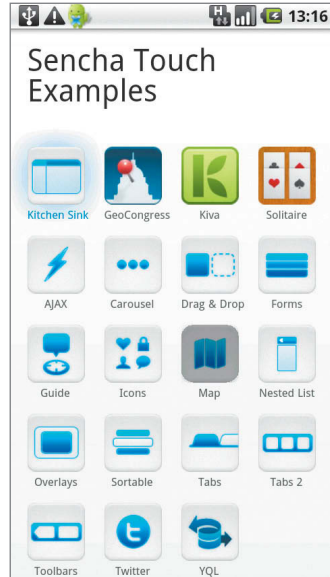 13:16
Sencha Touch
Examples
Kitchen Sink GeoCongress Kiva Solitaire
AJAX Carousel Drag & Drop Forms
Guide Icons Map Nested List
Overlays Sortable Tabs Tabs 2
Toolbars Twitter YQL